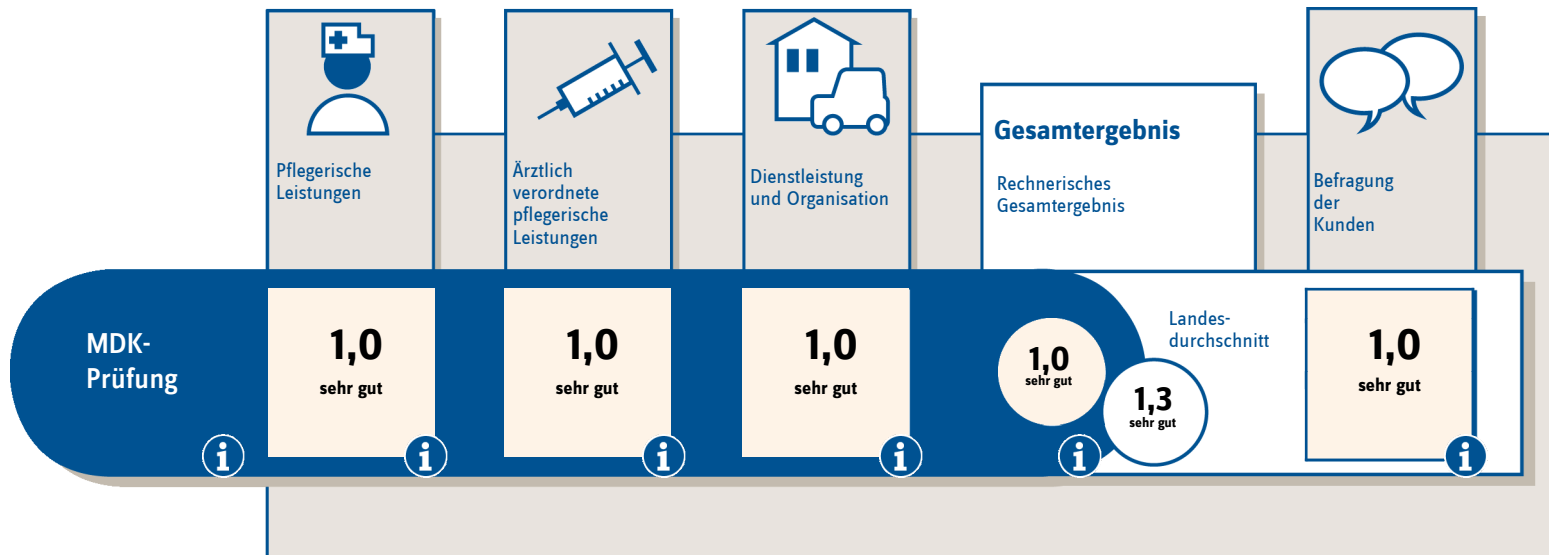 Pflegerische
Leistungen
Ärztlich
verordnete
pflegerische
Leistungen
Dienstleistung
und Organisation
Gesamtergebnis
Rechnerisches
Gesamtergebnis
Befragung
der
Kunden
MDK-
Prüfung
1,0
sehr gut
1,0
sehr gut
1,0
sehr gut
1,0
sehr gut
Landes-
durchschnitt
1,3
sehr gut
1,0
sehr gut
i
i
i
i
i
i